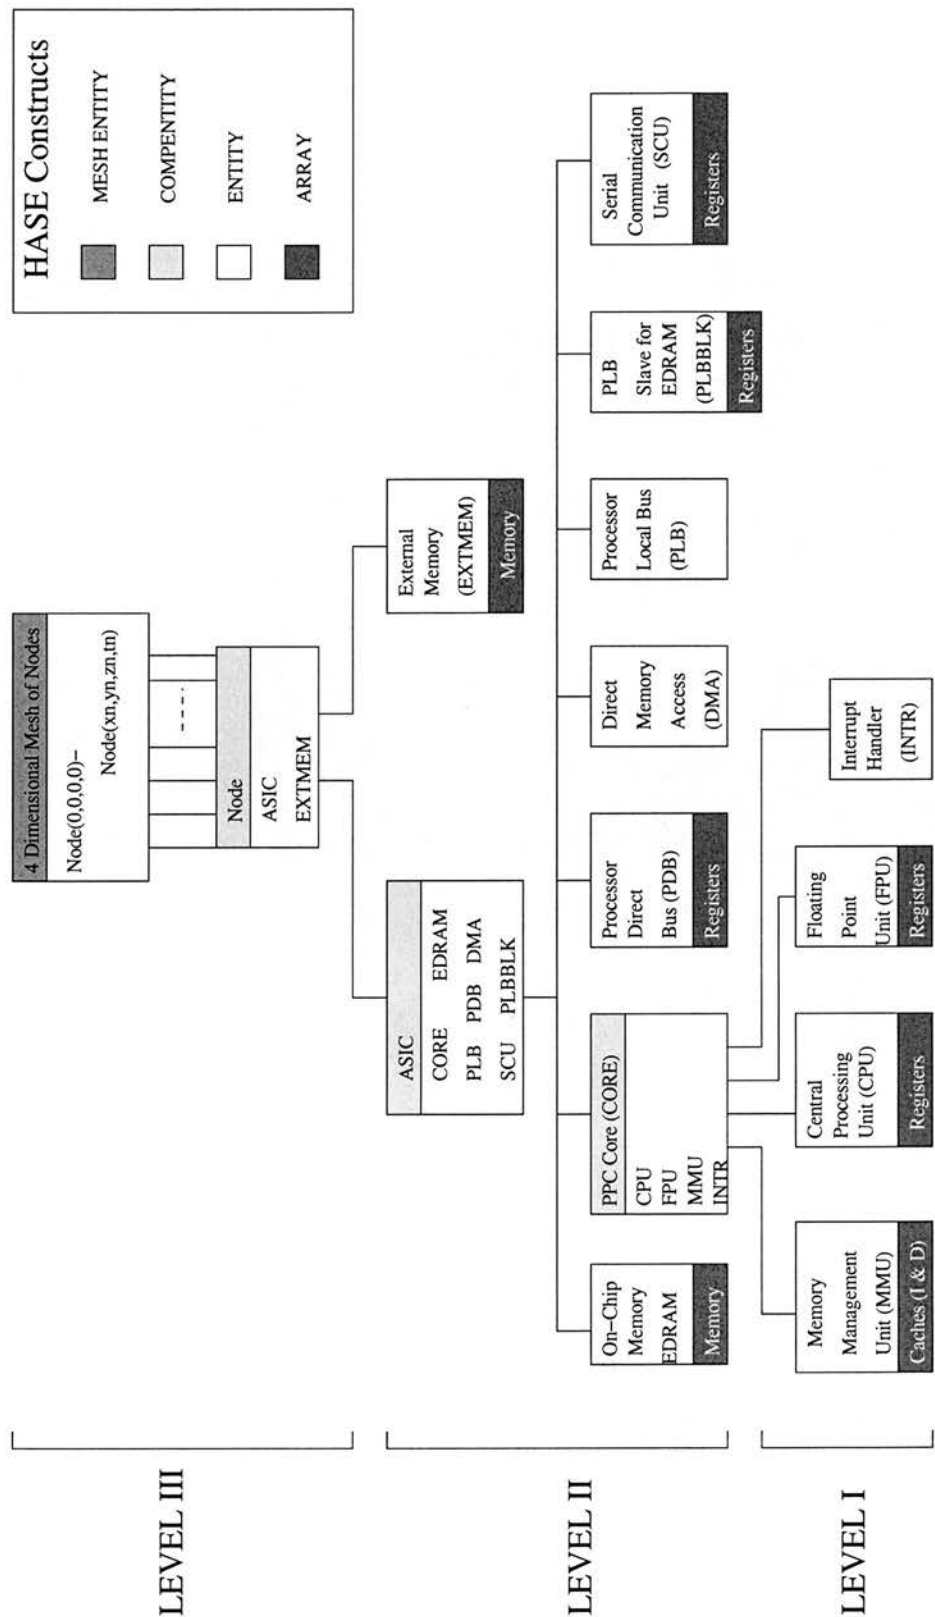 HASE Constructs
MESH ENTITY
COMPENTITY
ENTITY
ARRAY
LEVEL III
4 Dimensional Mesh of Nodes
Node(0,0,0,0)–
Node(xn,yn,zn,tn)
Node
ASIC
EXTMEM
LEVEL II
ASIC
CORE EDRAM
PLB PDB DMA
SCU PLBBLK
External
Memory
(EXTMEM)
Memory
On–Chip
Memory
EDRAM
Memory
PPC Core (CORE)
CPU
FPU
MMU
INTR
Processor
Direct
Bus (PDB)
Registers
Direct
Memory
Access
(DMA)
Processor
Local Bus
(PLB)
PLB
Slave for
EDRAM
(PLBBLK)
Registers
Serial
Communication
Unit (SCU)
Registers
LEVEL I
Memory
Management
Unit (MMU)
Caches (I & D)
Central
Processing
Unit (CPU)
Registers
Floating
Point
Unit (FPU)
Registers
Interrupt
Handler
(INTR)